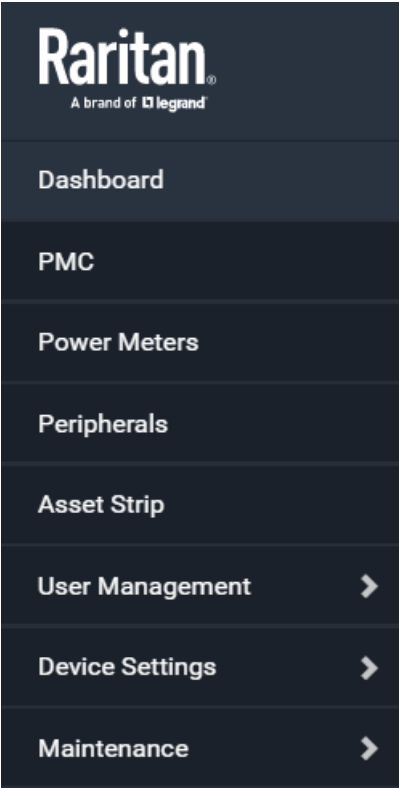 Raritan®
A brand of legrand
Dashboard
PMC
Power Meters
Peripherals
Asset Strip
User Management
Device Settings
Maintenance